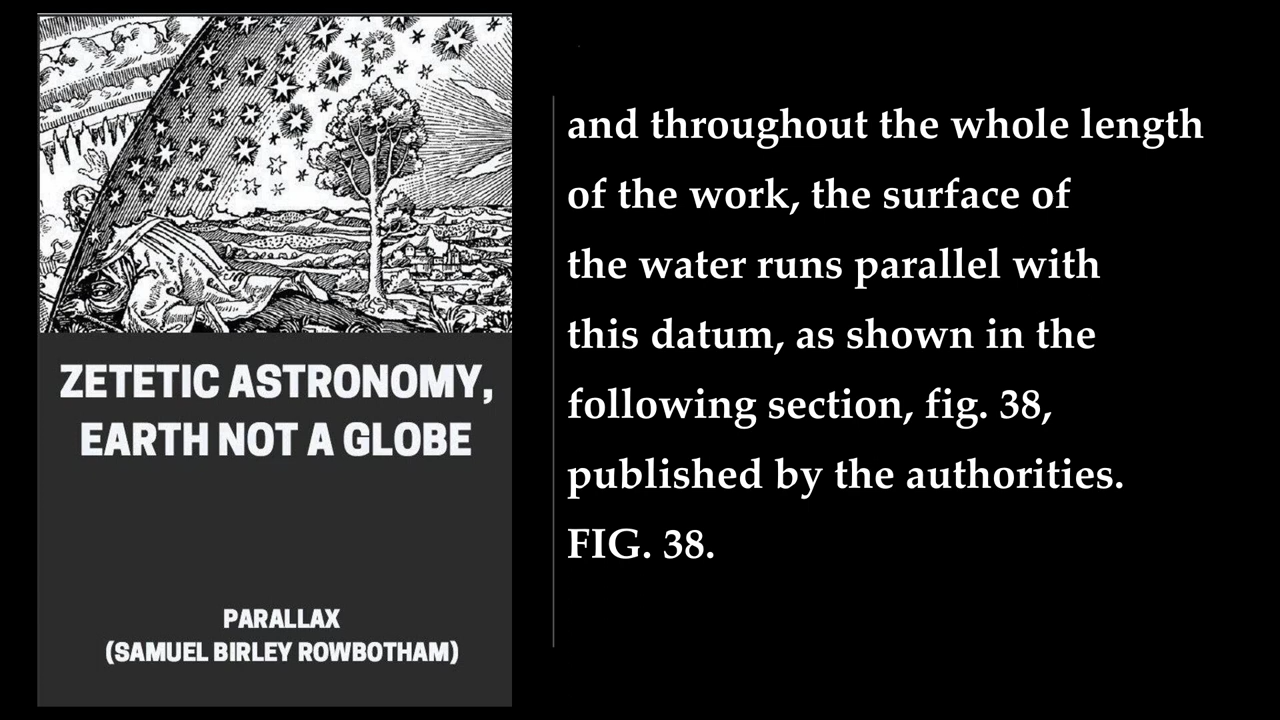 ZETETIC ASTRONOMY,
EARTH NOT A GLOBE
PARALLAX
(SAMUEL BIRLEY ROWBOTHAM)
and throughout the whole length
of the work, the surface of
the water runs parallel with
this datum, as shown in the
following section, fig. 38,
published by the authorities.
FIG. 38.